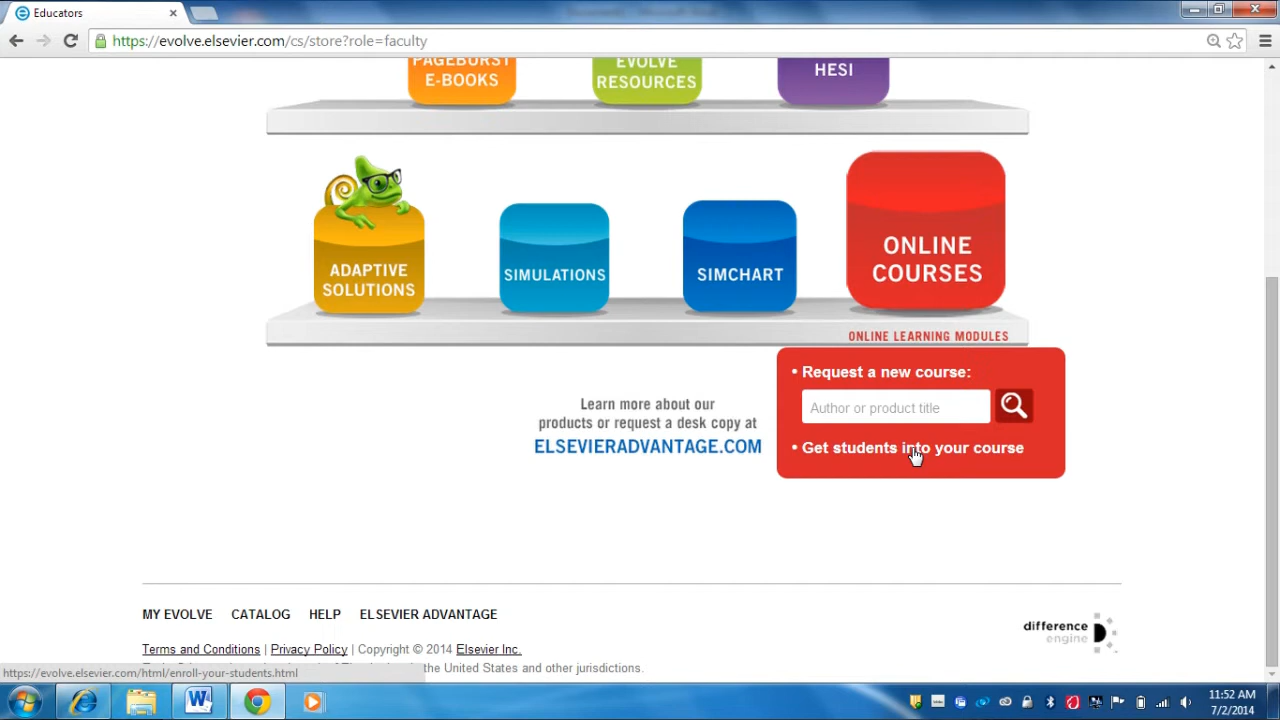 Educators
https://evolve.elsevier.com/cs/store?role=faculty
PAGEBURST
E-BOOKS
EVOLVE
RESOURCES
HESI
ADAPTIVE
SOLUTIONS
SIMULATIONS
SIMCHART
ONLINE
COURSES
ONLINE LEARNING MODULES
• Request a new course:
Author or product title
• Get students into your course
Learn more about our
products or request a desk copy at
ELSEVIERADVANTAGE.COM
MY EVOLVE CATALOG HELP ELSEVIER ADVANTAGE
difference
engine
Terms and Conditions | Privacy Policy | Copyright © 2014 Elsevier Inc.
the United States and other jurisdictions.
https://evolve.elsevier.com/html/enroll-your-students.html
11:52 AM
7/2/2014